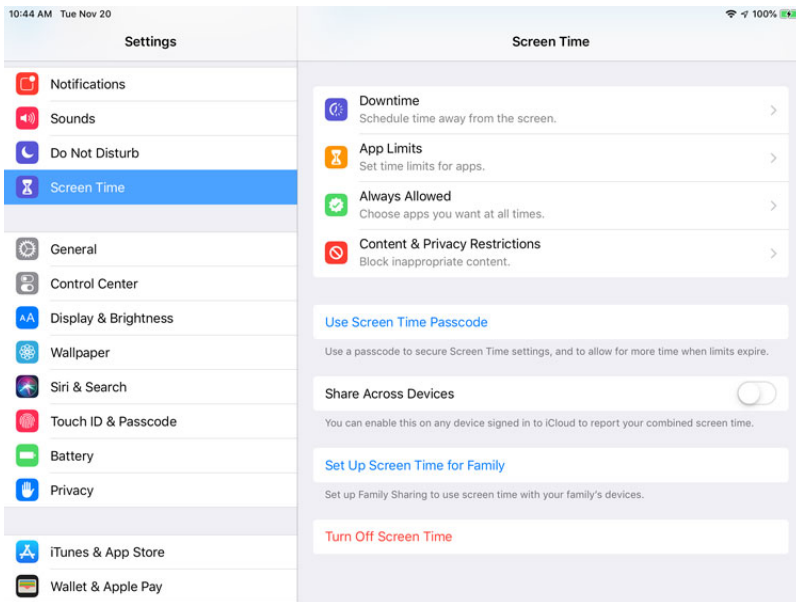 10:44 AM Tue Nov 20
100%
Settings
Notifications
Sounds
Do Not Disturb
Screen Time
General
Control Center
AA
Display & Brightness
Wallpaper
Siri & Search
Touch ID & Passcode
Battery
Privacy
iTunes & App Store
Wallet & Apple Pay
Screen Time
Downtime
Schedule time away from the screen.
App Limits
Set time limits for apps.
Always Allowed
Choose apps you want at all times.
Content & Privacy Restrictions
Block inappropriate content.
Use Screen Time Passcode
Use a passcode to secure Screen Time settings, and to allow for more time when limits expire.
Share Across Devices
You can enable this on any device signed in to iCloud to report your combined screen time.
Set Up Screen Time for Family
Set up Family Sharing to use screen time with your family's devices.
Turn Off Screen Time